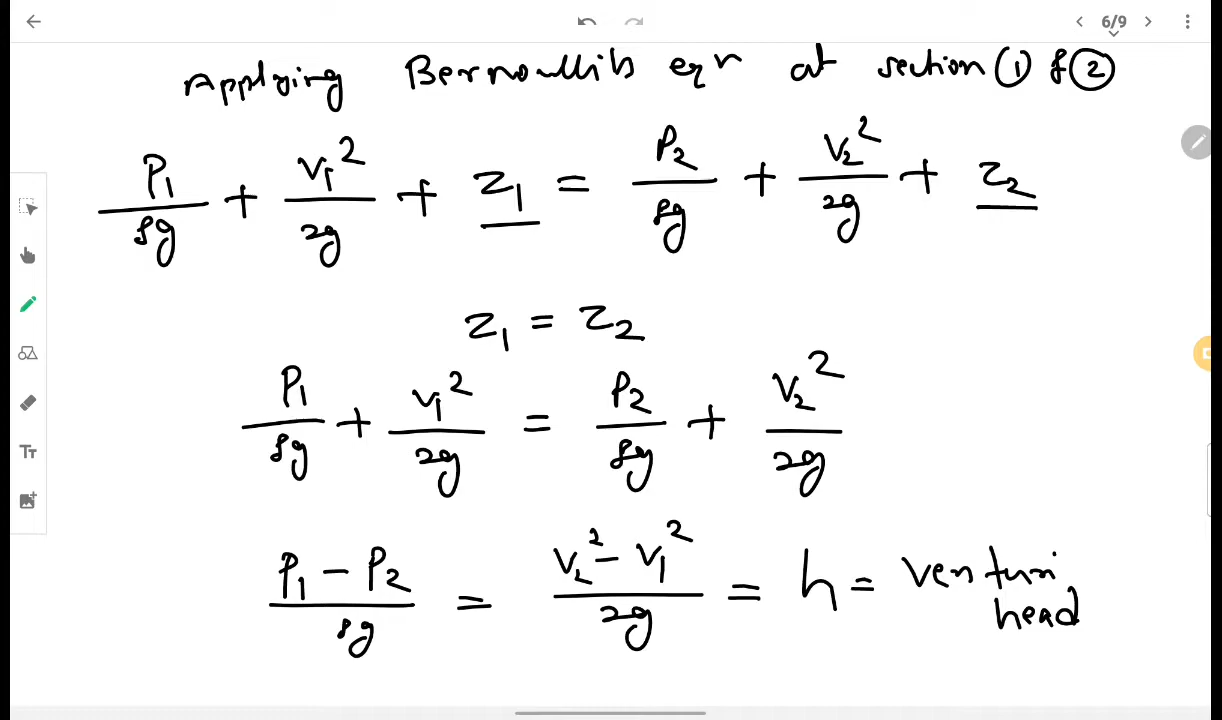 6/9
Applying Bernoulli's eqn at section ① & ②
P₁/ρg + V₁²/2g + Z₁ = P₂/ρg + V₂²/2g + Z₂
Z₁ = Z₂
P₁/ρg + V₁²/2g = P₂/ρg + V₂²/2g
(P₁ - P₂)/ρg = (V₂² - V₁²)/2g = h = venturi head
Tт